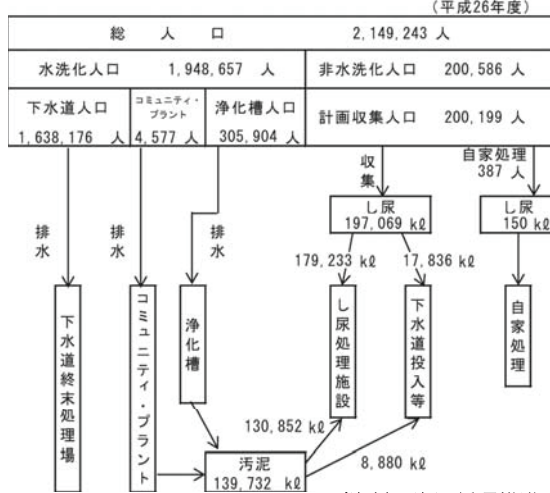 (平成26年度)
総人口 2,149,243 人
水洗化人口 1,948,657 人 非水洗化人口 200,586 人
下水道人口 1,638,176 人
コミュニティ・プラント 4,577 人
浄化槽人口 305,904 人
計画収集人口 200,199 人
収集
自家処理 387 人
し尿 197,069 kℓ
し尿 150 kℓ
排水
排水
排水
179,233 kℓ
17,836 kℓ
下水道終末処理場
コミュニティ・プラント
浄化槽
し尿処理施設
下水道投入等
自家処理
130,852 kℓ
8,880 kℓ
汚泥 139,732 kℓ